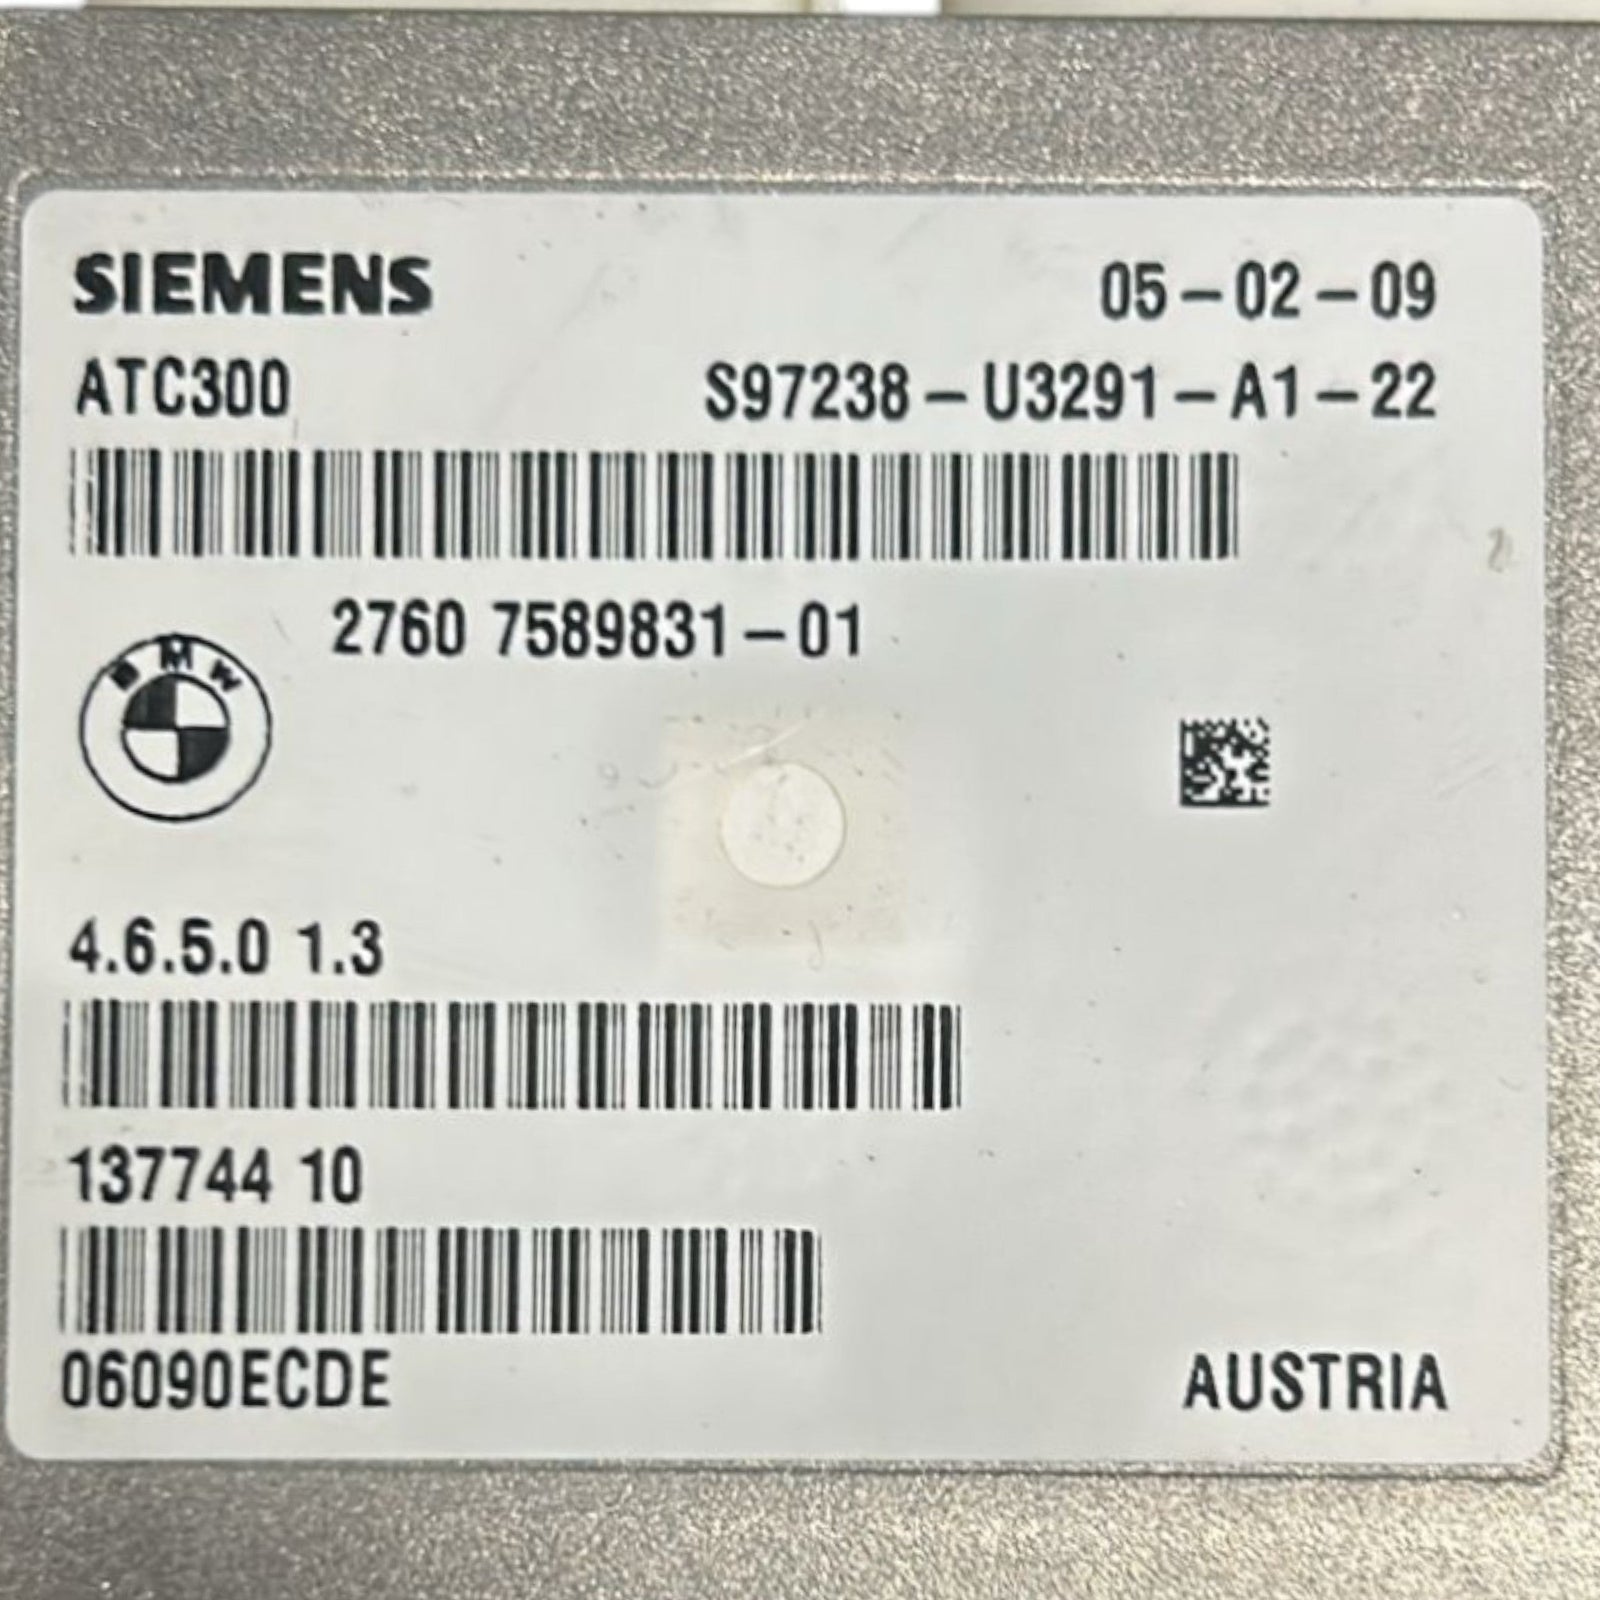 SIEMENS 05-02-09
ATC300 S97238-U3291-A1-22
2760 7589831-01
BMW
4.6.5.0 1.3
137744 10
06090ECDE AUSTRIA